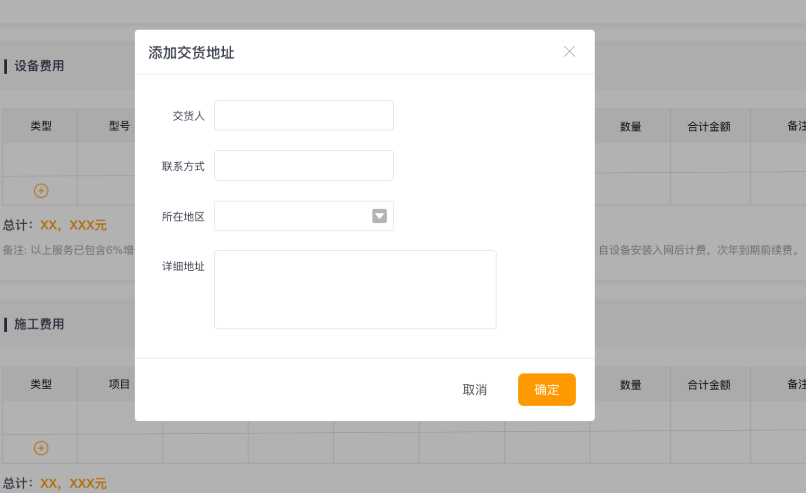 添加交货地址
设备费用
类型 型号 数量 合计金额 备注
交货人
联系方式
总计：XX，XXX元
所在地区
备注: 以上服务已包含6%增
自设备安装入网后计费，次年到期前续费。
详细地址
施工费用
类型 项目 数量 合计金额 备注
取消 确定
总计：XX，XXX元